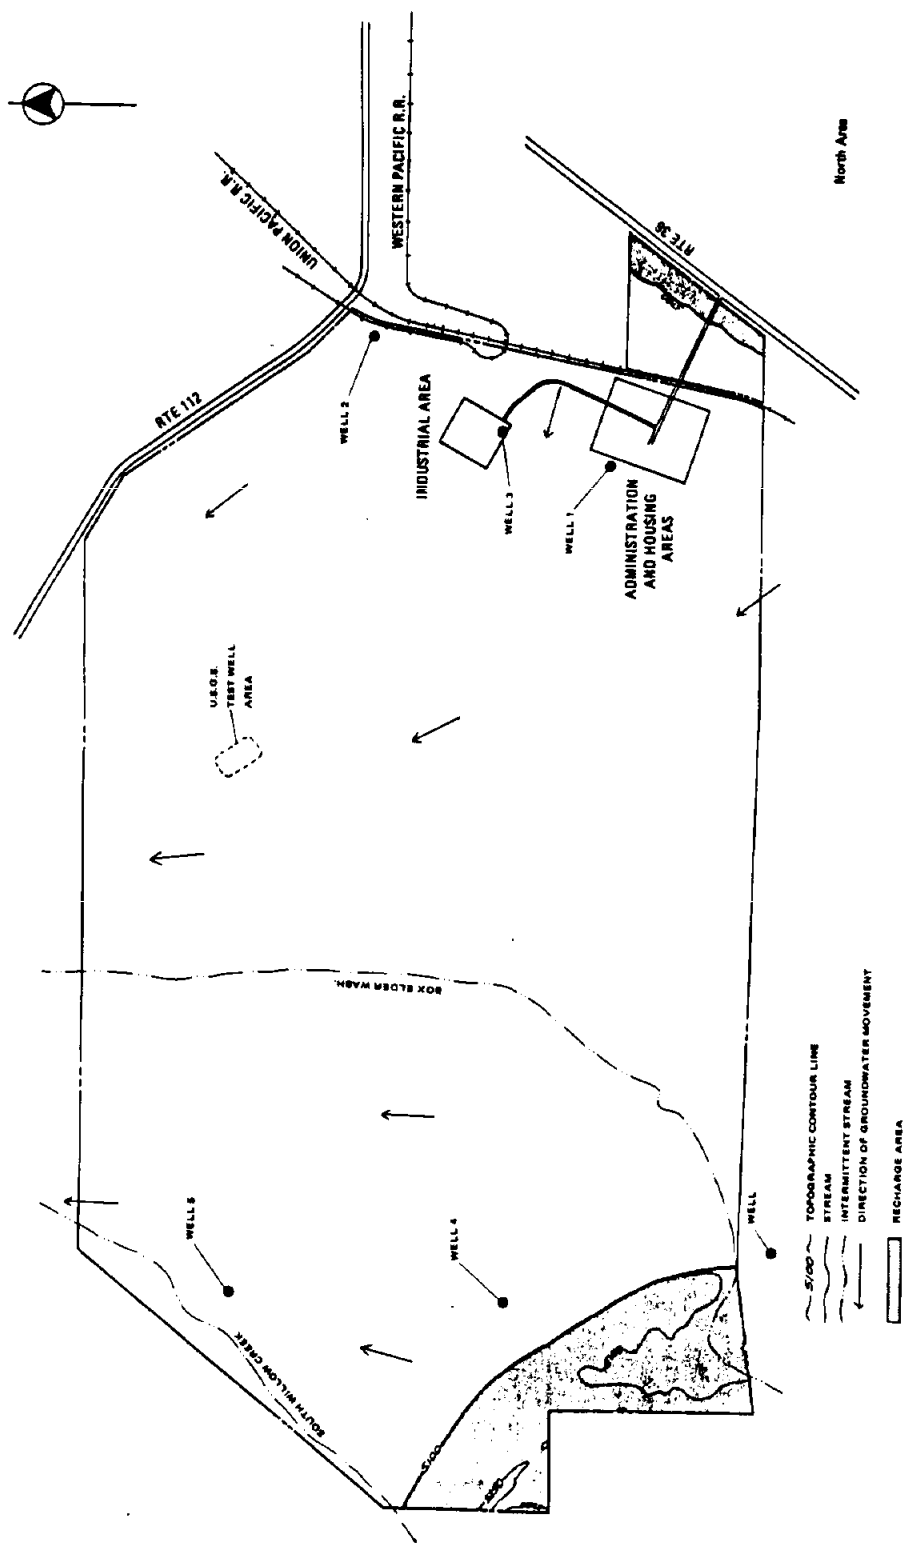 RTE 112
UNION PACIFIC R.R.
WESTERN PACIFIC R.R.
RTE 36
North Area
WELL 2
INDUSTRIAL AREA
WELL 3
WELL 1
ADMINISTRATION
AND HOUSING
AREAS
U.S.G.S.
TEST WELL
AREA
BOX ELDER WASH.
WELL 5
WELL 4
WELL
SOUTH WILLOW CREEK
5100
5100 TOPOGRAPHIC CONTOUR LINE
STREAM
INTERMITTENT STREAM
DIRECTION OF GROUNDWATER MOVEMENT
RECHARGE AREA